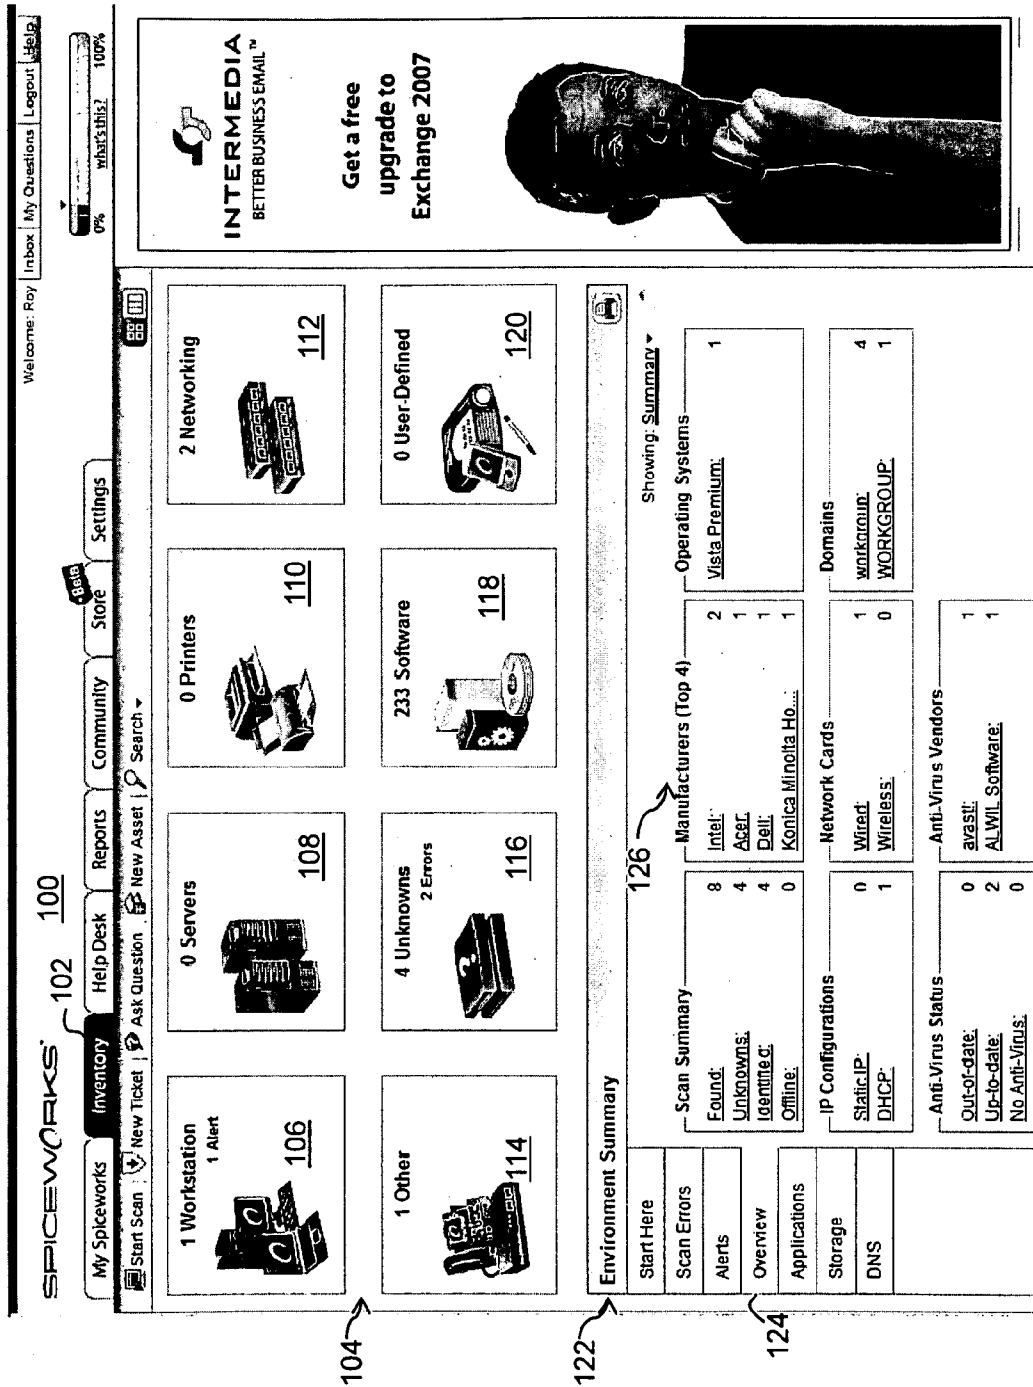 Welcome: Roy | Inbox | My Questions | Logout | Help
SPICEWORKS
102
100
0%
what's this?
100%
My Spiceworks
Inventory
Help Desk
Reports
Community
Store
Beta
Settings
Start Scan | New Ticket | Ask Question | New Asset | Search
INTERMEDIA
BETTER BUSINESS EMAIL™
Get a free
upgrade to
Exchange 2007
104
1 Workstation
1 Alert
106
0 Servers
108
0 Printers
110
2 Networking
112
1 Other
114
4 Unknowns
2 Errors
116
233 Software
118
0 User-Defined
120
122
Environment Summary
126
Showing: Summary
Start Here
Scan Errors
Alerts
Overview
Applications
Storage
DNS
124
Scan Summary
Found: 8
Unknowns: 4
Identified: 4
Offline: 0
Manufacturers (Top 4)
Intel: 2
Acer: 1
Dell: 1
Konica Minolta Ho...: 1
Operating Systems
Vista Premium: 1
IP Configurations
Static IP: 0
DHCP: 1
Network Cards
Wired: 1
Wireless: 0
Domains
workgroup: 4
WORKGROUP: 1
Anti-Virus Status
Out-of-date: 0
Up-to-date: 2
No Anti-Virus: 0
Anti-Virus Vendors
avast!: 1
ALWIL Software: 1